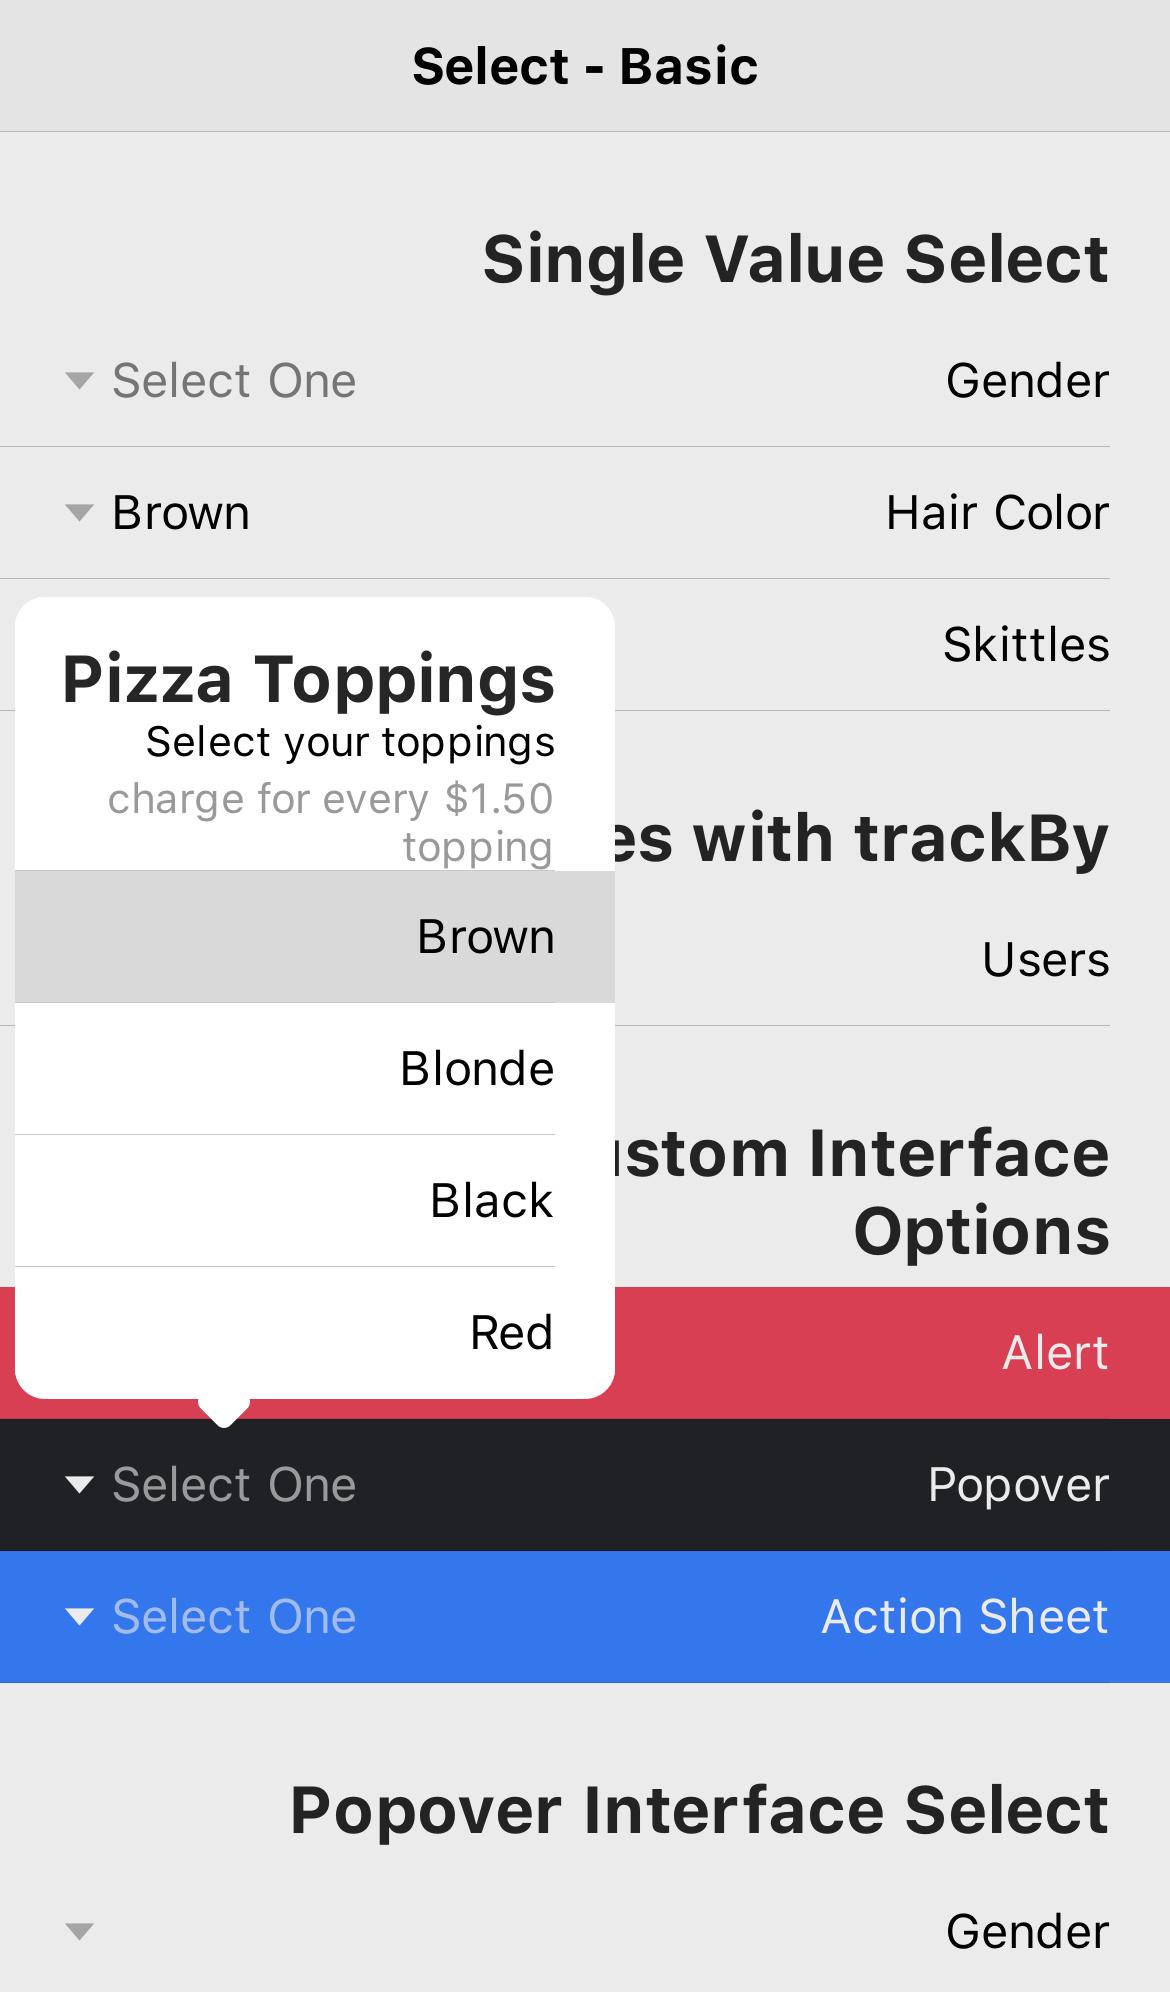 Select - Basic
Single Value Select
Gender
Select One
Hair Color
Brown
Skittles
Pizza Toppings
Select your toppings
charge for every $1.50
topping
Brown
Blonde
Black
Red
with trackBy
Users
Interface
Options
Alert
Popover
Select One
Action Sheet
Select One
Popover Interface Select
Gender